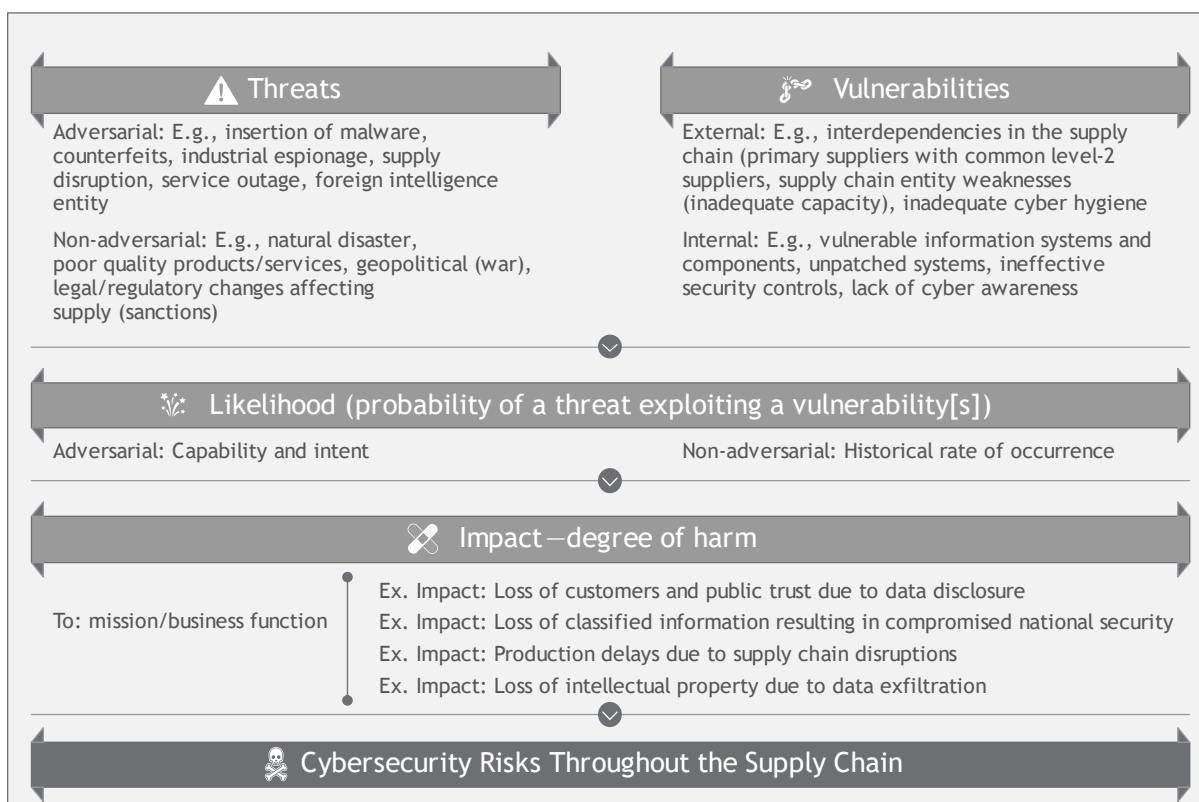 Threats
Adversarial: E.g., insertion of malware,
counterfeits, industrial espionage, supply
disruption, service outage, foreign intelligence
entity
Non-adversarial: E.g., natural disaster,
poor quality products/services, geopolitical (war),
legal/regulatory changes affecting
supply (sanctions)
Vulnerabilities
External: E.g., interdependencies in the supply
chain (primary suppliers with common level-2
suppliers, supply chain entity weaknesses
(inadequate capacity), inadequate cyber hygiene
Internal: E.g., vulnerable information systems and
components, unpatched systems, ineffective
security controls, lack of cyber awareness
Likelihood (probability of a threat exploiting a vulnerability[s])
Adversarial: Capability and intent
Non-adversarial: Historical rate of occurrence
Impact—degree of harm
To: mission/business function
Ex. Impact: Loss of customers and public trust due to data disclosure
Ex. Impact: Loss of classified information resulting in compromised national security
Ex. Impact: Production delays due to supply chain disruptions
Ex. Impact: Loss of intellectual property due to data exfiltration
Cybersecurity Risks Throughout the Supply Chain